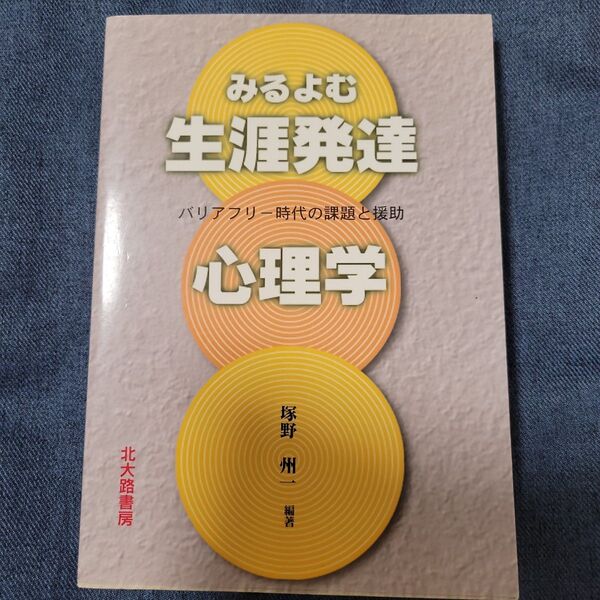 みるよむ
生涯発達
バリアフリー時代の課題と援助
心理学
塚野 州一 編著
北大路書房